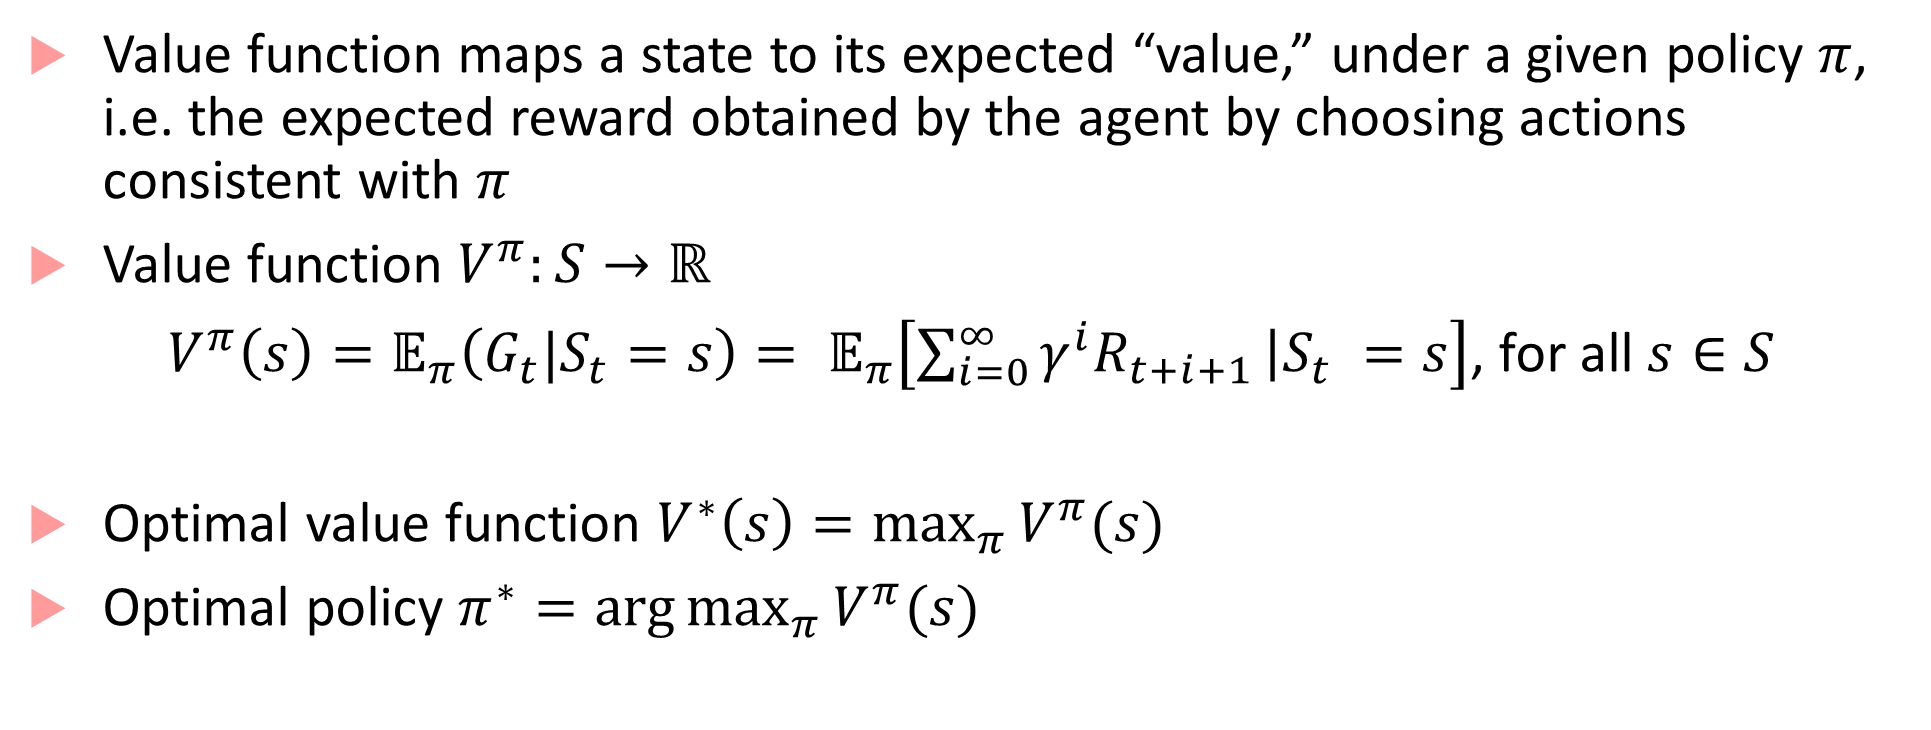 Value function maps a state to its expected “value,” under a given policy π,
i.e. the expected reward obtained by the agent by choosing actions
consistent with π
Value function V^π: S → ℝ
V^π(s) = 𝔼_π(G_t|S_t = s) = 𝔼_π[∑_{i=0}^∞ γ^i R_{t+i+1} |S_t = s], for all s ∈ S
Optimal value function V^*(s) = max_π V^π(s)
Optimal policy π^* = arg max_π V^π(s)